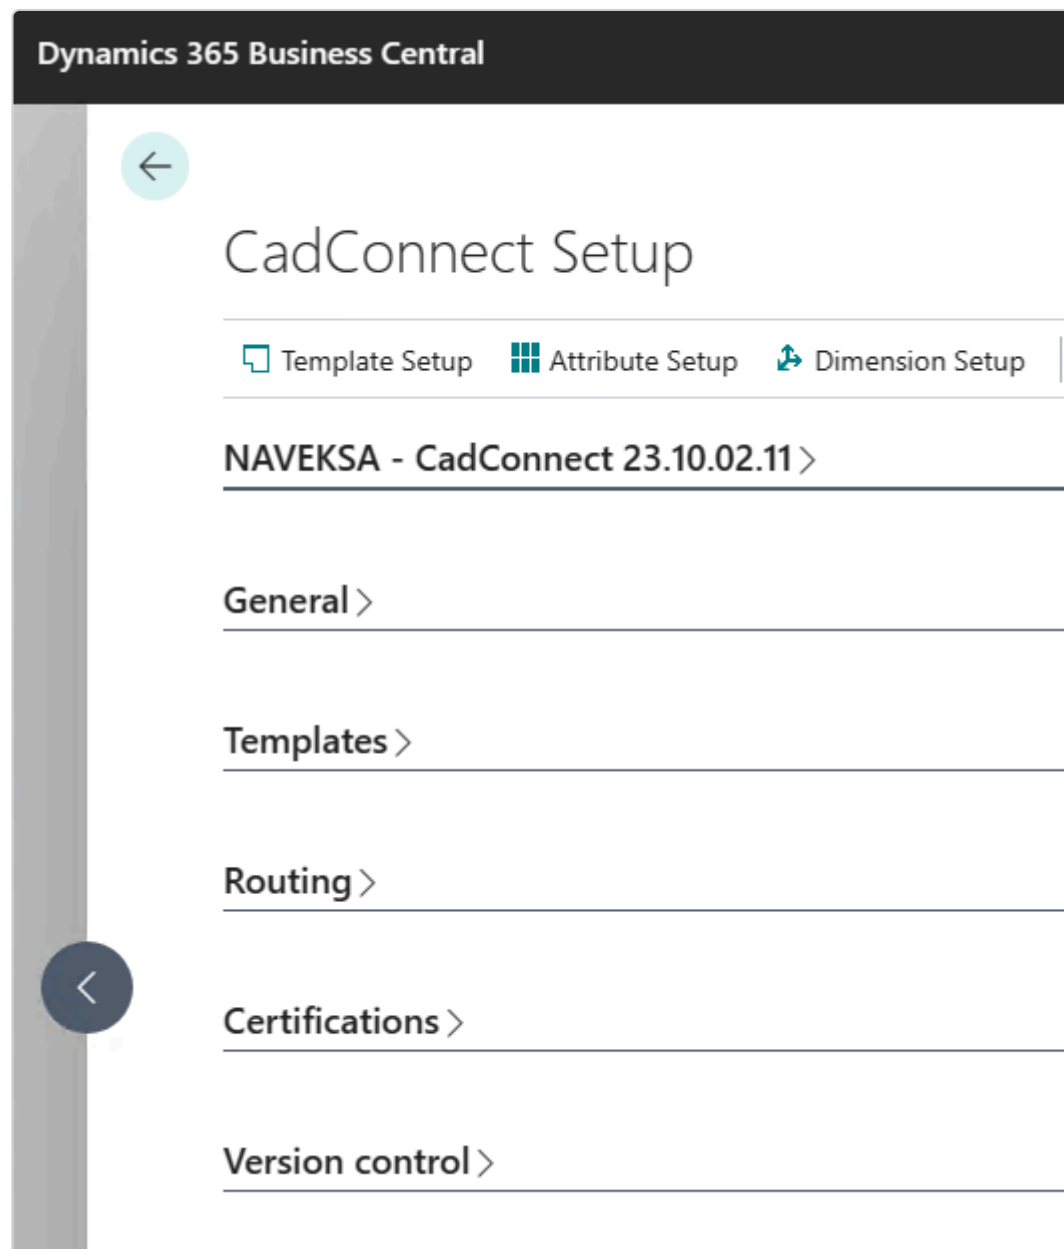 Dynamics 365 Business Central
CadConnect Setup
Template Setup Attribute Setup Dimension Setup
NAVEKSA - CadConnect 23.10.02.11
General
Templates
Routing
Certifications
Version control